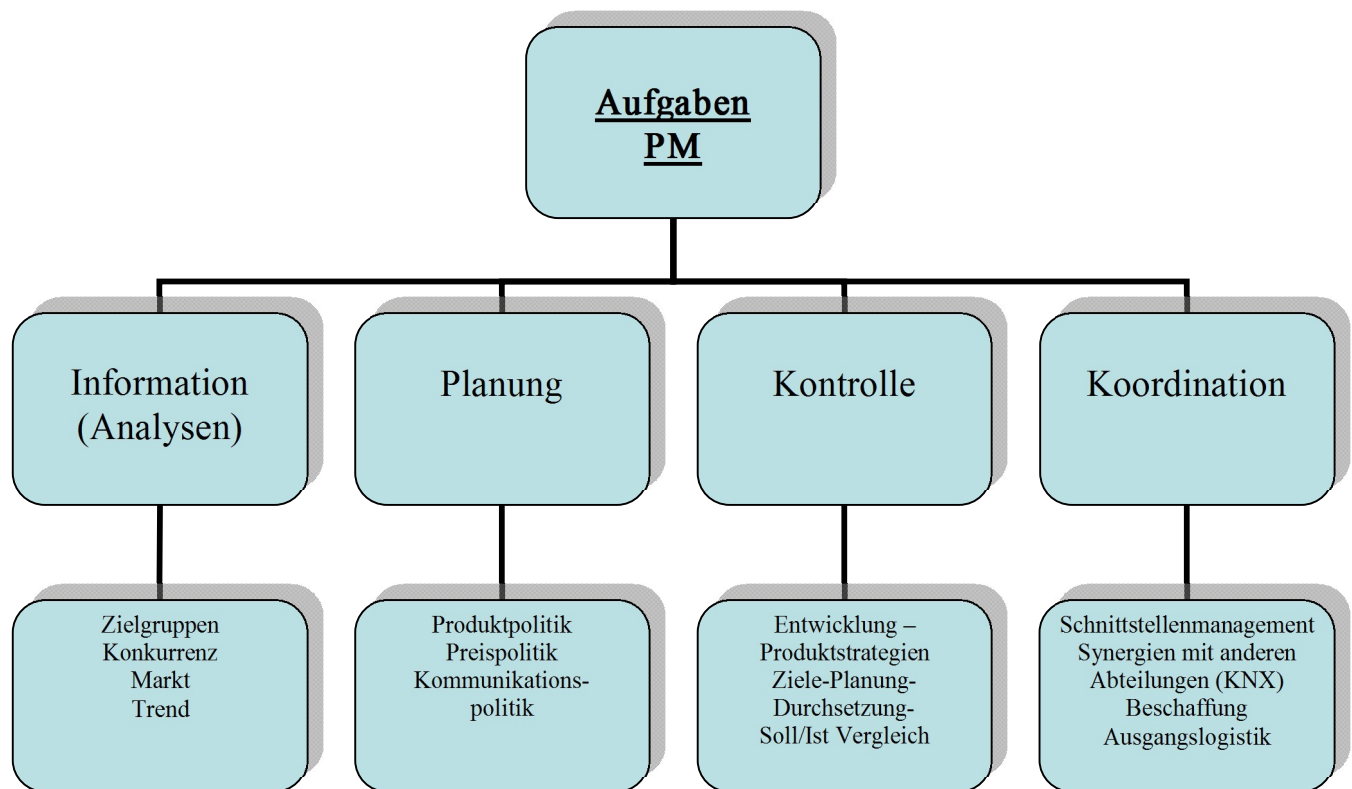 Aufgaben
PM
Information
(Analysen)
Planung
Kontrolle
Koordination
Zielgruppen
Konkurrenz
Markt
Trend
Produktpolitik
Preispolitik
Kommunikations-
politik
Entwicklung –
Produktstrategien
Ziele-Planung-
Durchsetzung-
Soll/Ist Vergleich
Schnittstellenmanagement
Synergien mit anderen
Abteilungen (KNX)
Beschaffung
Ausgangslogistik